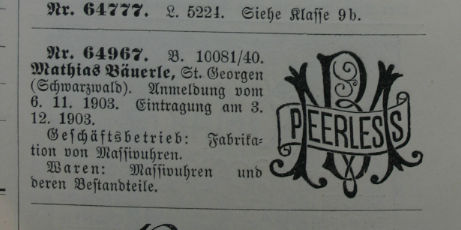 Nr. 64777. L. 5221. Siehe Klasse 9b.
Nr. 64967. B. 10081/40.
Mathias Bäuerle, St. Georgen
(Schwarzwald). Anmeldung vom
6. 11. 1903. Eintragung am 3.
12. 1903.
Geschäftsbetrieb: Fabrika-
tion von Massivuhren.
Waren: Massivuhren und
deren Bestandteile.
PEERLESS